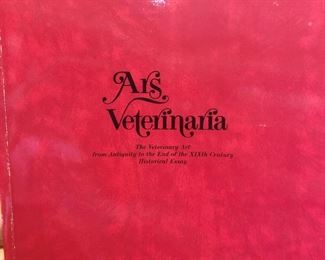 Ars
Veterinaria
The Veterinary Art
from Antiquity to the End of the XIXth Century
Historical Essay